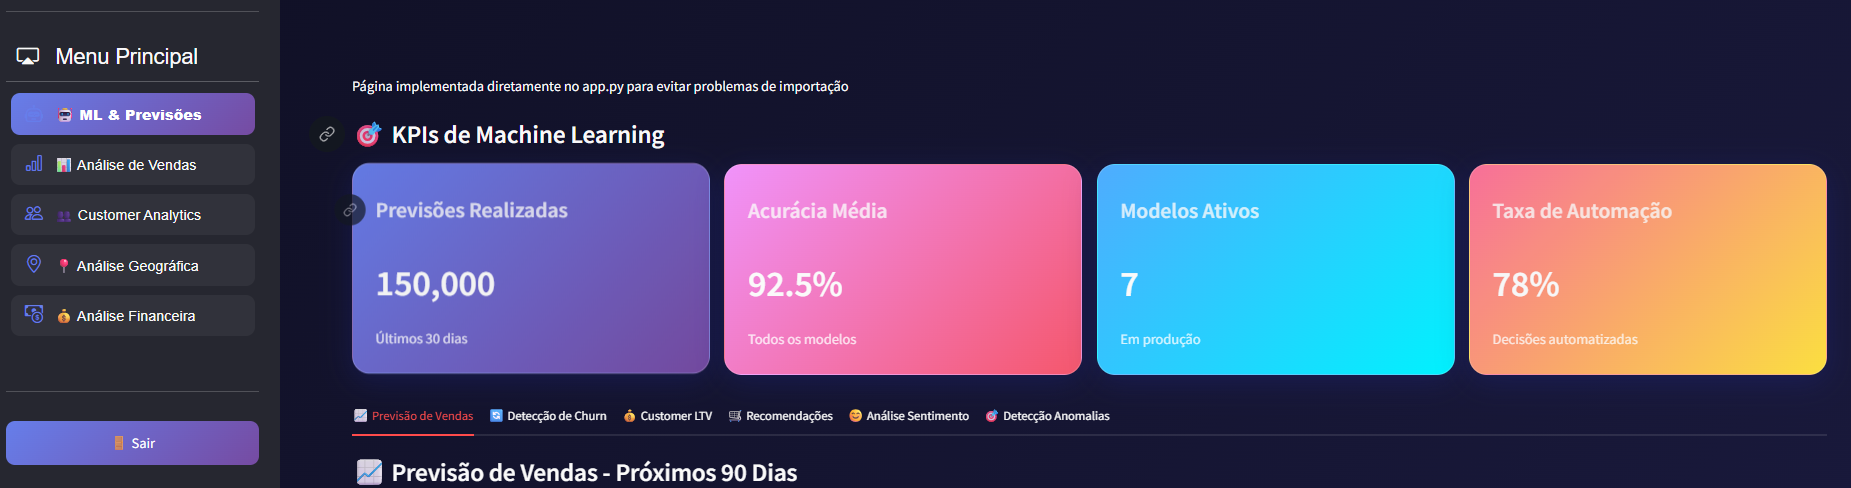 Menu Principal
ML & Previsões
Análise de Vendas
Customer Analytics
Análise Geográfica
Análise Financeira
Sair
Página implementada diretamente no app.py para evitar problemas de importação
KPIs de Machine Learning
Previsões Realizadas
150,000
Últimos 30 dias
Acurácia Média
92.5%
Todos os modelos
Modelos Ativos
7
Em produção
Taxa de Automação
78%
Decisões automatizadas
Previsão de Vendas Detecção de Churn Customer LTV Recomendações Análise Sentimento Detecção Anomalias
Previsão de Vendas - Próximos 90 Dias